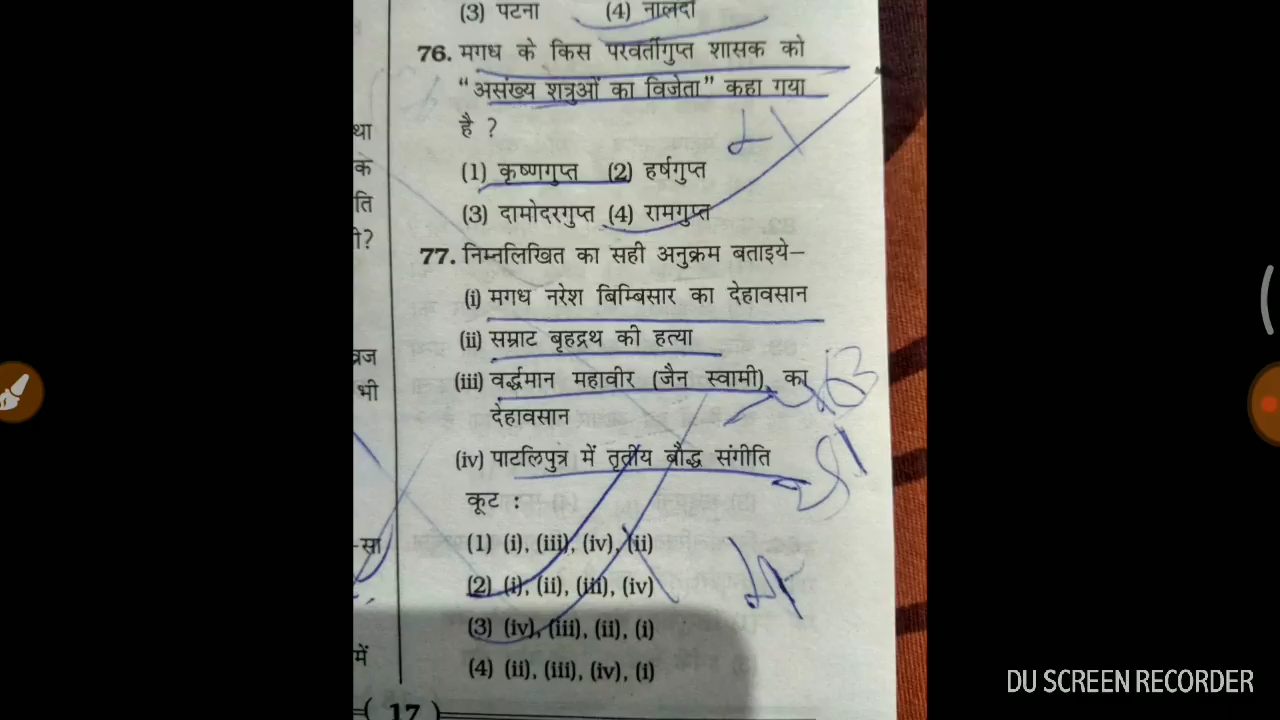 (3) पटना (4) नालंदा
76. मगध के किस परवर्तीगुप्त शासक को
"असंख्य शत्रुओं का विजेता" कहा गया
है ?
(1) कृष्णगुप्त (2) हर्षगुप्त
(3) दामोदरगुप्त (4) रामगुप्त
77. निम्नलिखित का सही अनुक्रम बताइये–
(i) मगध नरेश बिम्बिसार का देहावसान
(ii) सम्राट बृहद्रथ की हत्या
(iii) वर्द्धमान महावीर (जैन स्वामी) का
देहावसान
(iv) पाटलिपुत्र में तृतीय बौद्ध संगीति
कूट :
(1) (i), (iii), (iv), (ii)
(2) (i), (ii), (iii), (iv)
(3) (iv), (iii), (ii), (i)
(4) (ii), (iii), (iv), (i)
( 17 )
था
के
ति
भी
में
DU SCREEN RECORDER